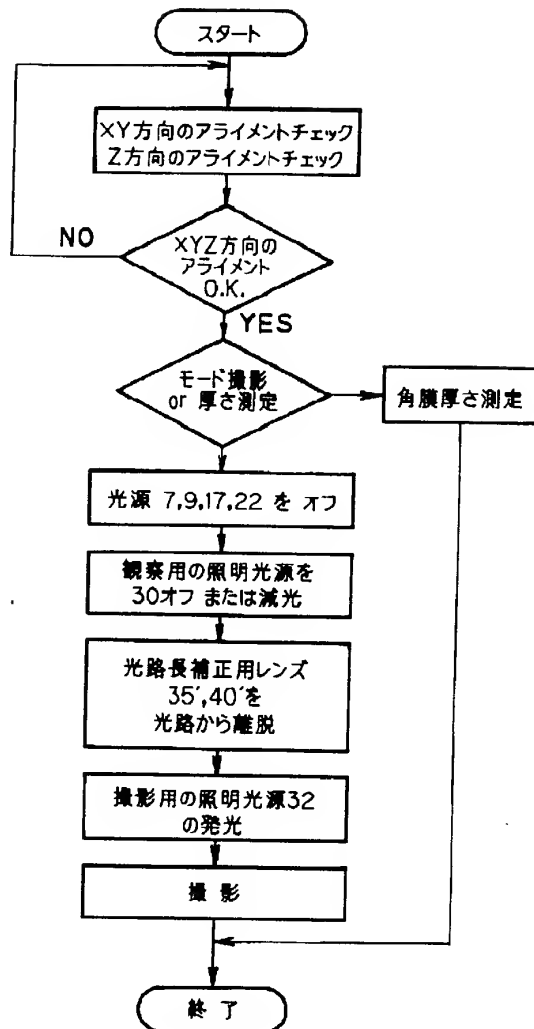 スタート
XY方向のアライメントチェック
Z方向のアライメントチェック
NO
XYZ方向の
アライメント
O.K.
YES
モード撮影
or 厚さ測定
角膜厚さ測定
光源 7,9,17,22 を オフ
観察用の照明光源を
30オフ または減光
光路長補正用レンズ
35',40'を
光路から離脱
撮影用の照明光源32
の発光
撮 影
終 了